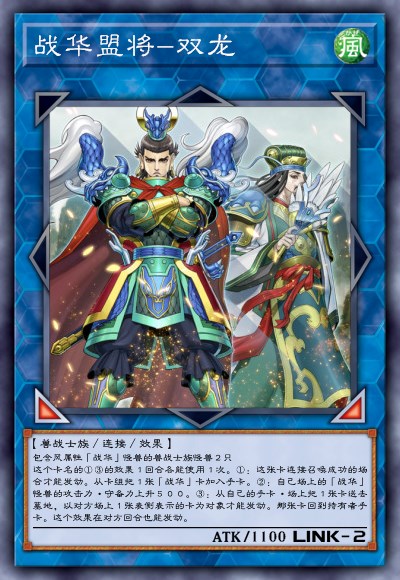 战华盟将-双龙
風
【兽战士族／连接／效果】
包含风属性「战华」怪兽的兽战士族怪兽２只
这个卡名的①③的效果１回合各能使用１次。①：这张卡连接召唤成功的场
合才能发动。从卡组把１张「战华」卡加入手卡。②：自己场上的「战华」
怪兽的攻击力・守备力上升５００。③：从自己的手卡・场上把１张卡送去
墓地，以对方场上１张表侧表示的卡为对象才能发动。那张卡回到持有者手
卡。这个效果在对方回合也能发动。
ATK/1100 LINK-2